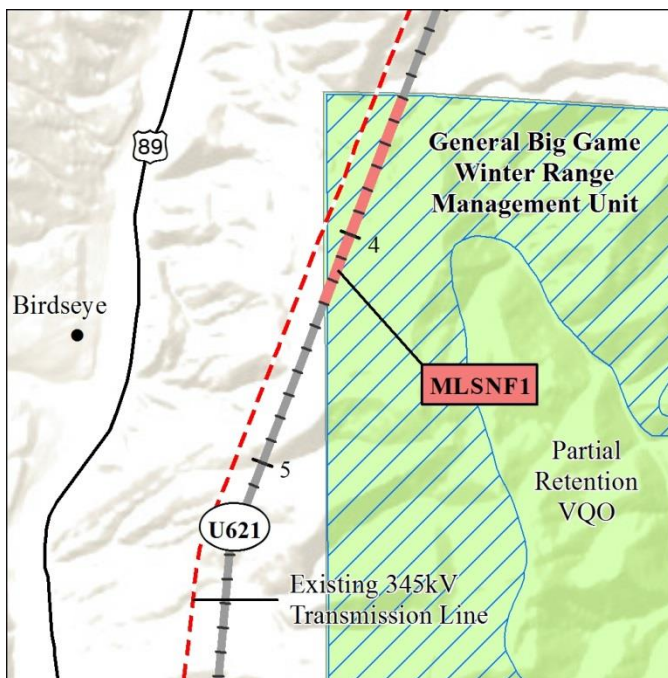 89
General Big Game
Winter Range
Management Unit
4
Birdseye
MLSNF1
Partial
Retention
VQO
5
U621
Existing 345kV
Transmission Line